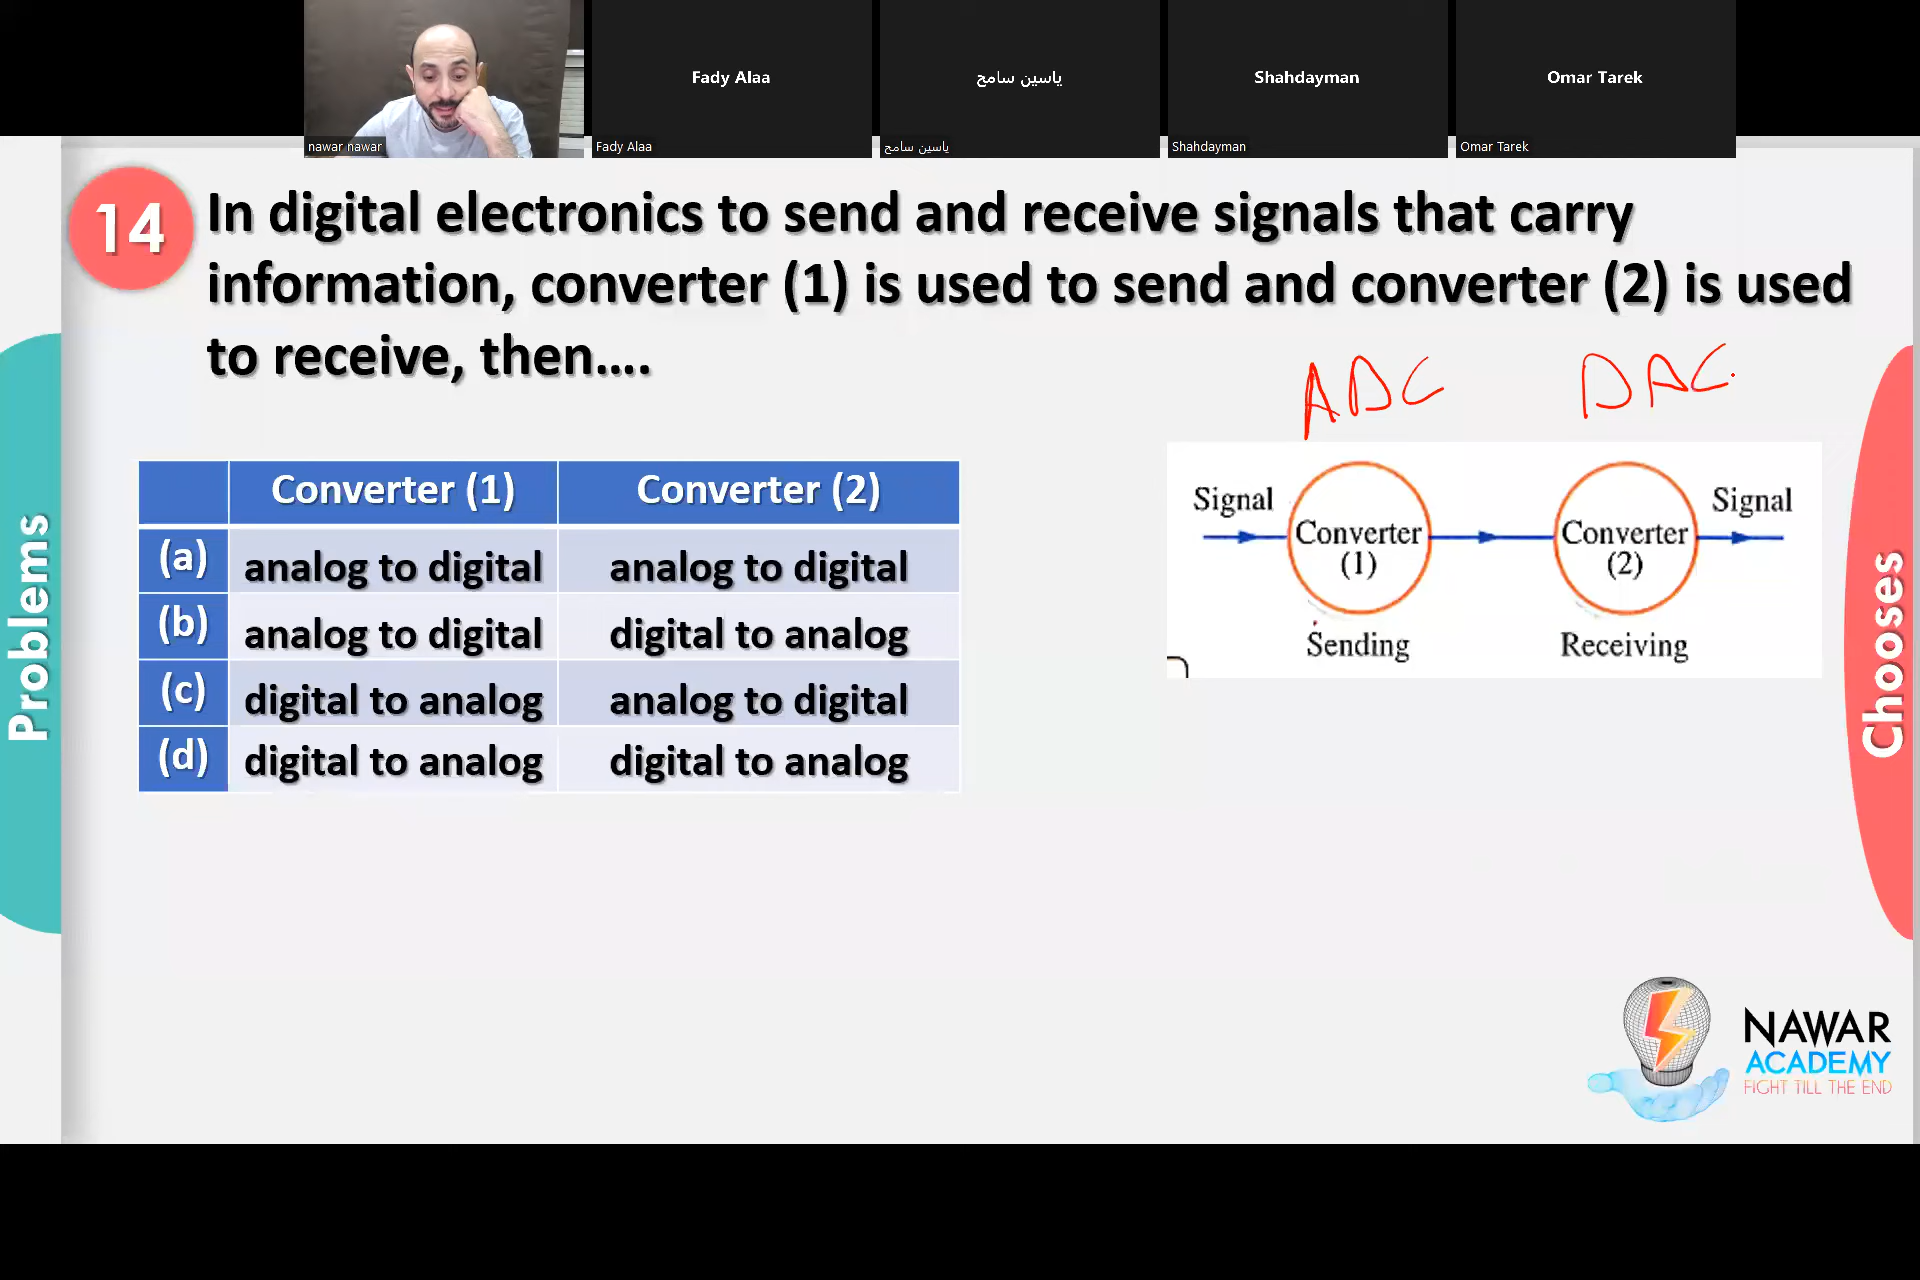 Fady Alaa
ياسين سامح
Shahdayman
Omar Tarek
nawar nawar
Fady Alaa
ياسين سامح
Shahdayman
Omar Tarek
14
In digital electronics to send and receive signals that carry
information, converter (1) is used to send and converter (2) is used
to receive, then....
ADC
DAC
Converter (1) Converter (2)
(a) analog to digital analog to digital
(b) analog to digital digital to analog
(c) digital to analog analog to digital
(d) digital to analog digital to analog
Signal
Converter
(1)
Converter
(2)
Signal
Sending
Receiving
Problems
Chooses
NAWAR
ACADEMY
FIGHT TILL THE END